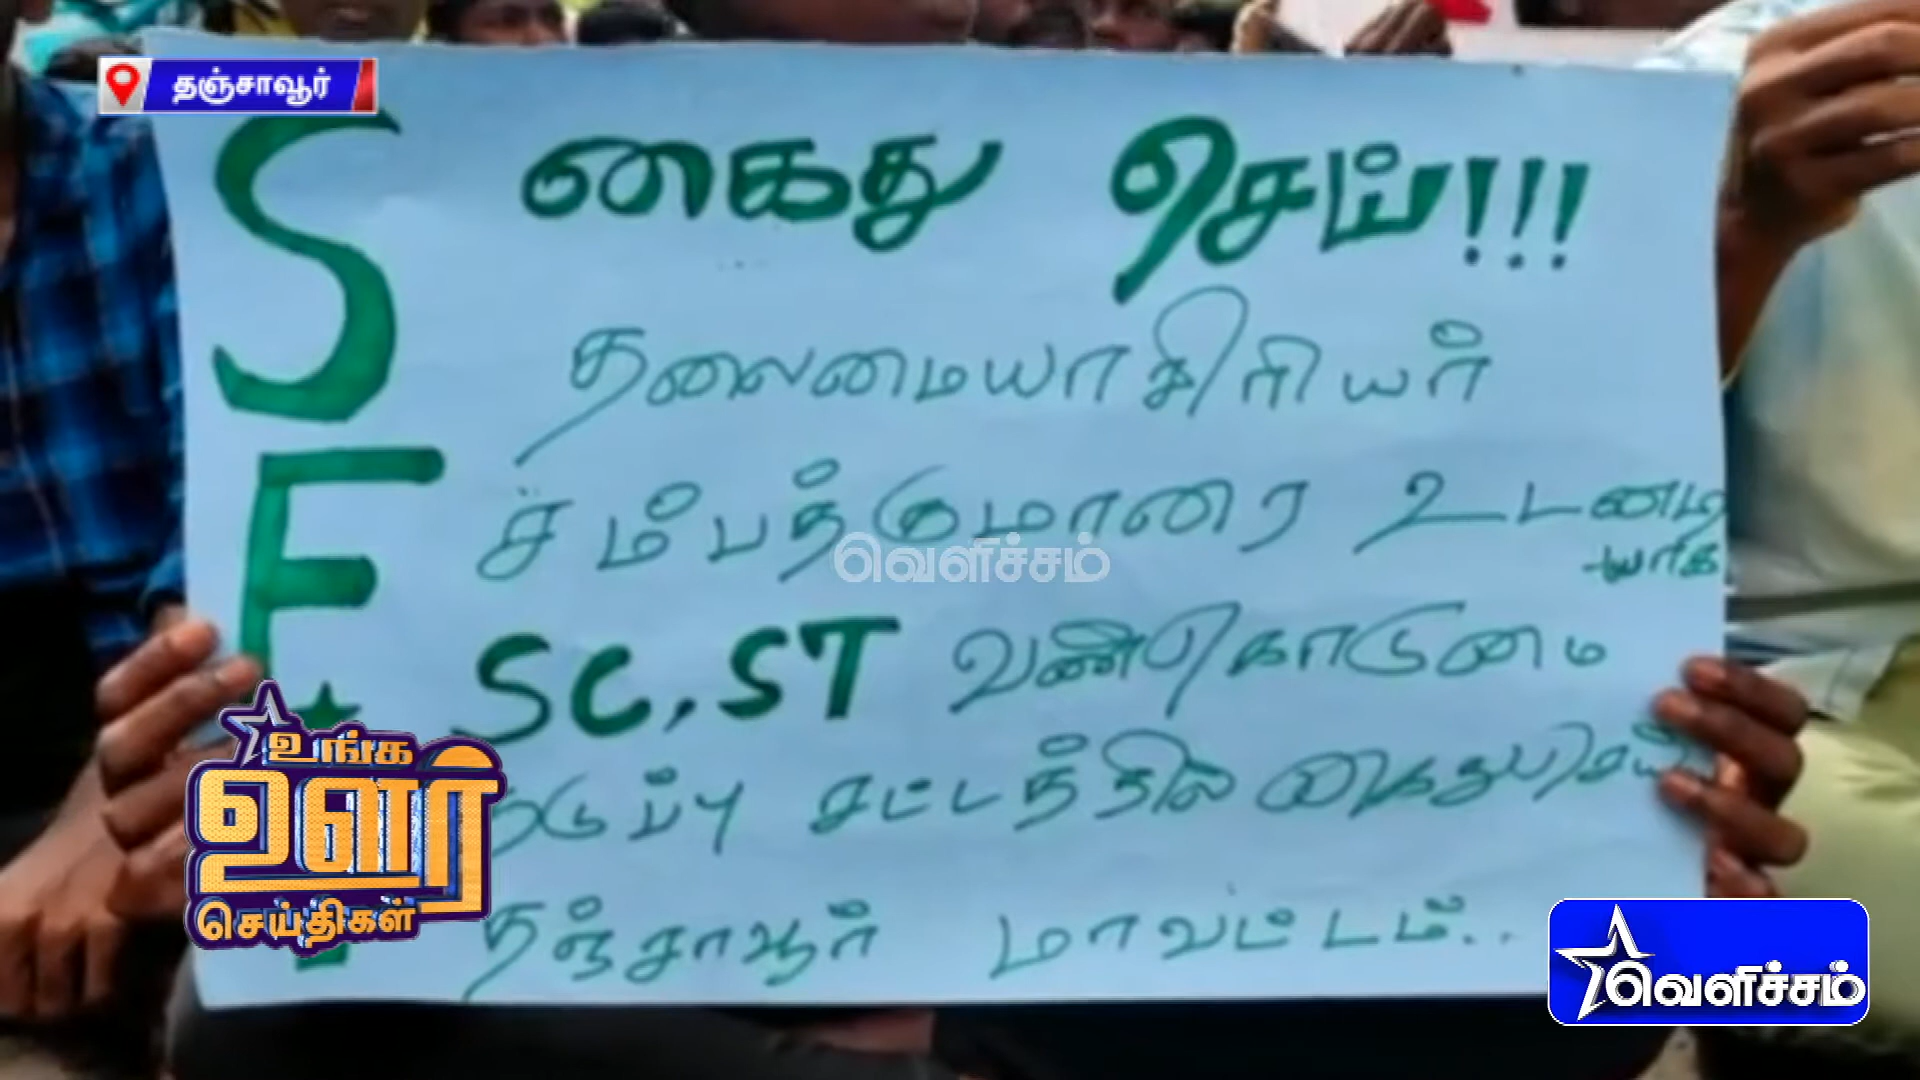 தஞ்சாவூர்
S கைது செய்!!!
தலைமையாசிரியர்
சம்பத்குமாரை உடனடி
-யாக
F
SC, ST வன்கொடுமை
தடுப்பு சட்டத்தில் கைது செய்
தஞ்சாவூர் மாவட்டம்..
வெளிச்சம்
உங்க
ஊர்
செய்திகள்
வெளிச்சம்